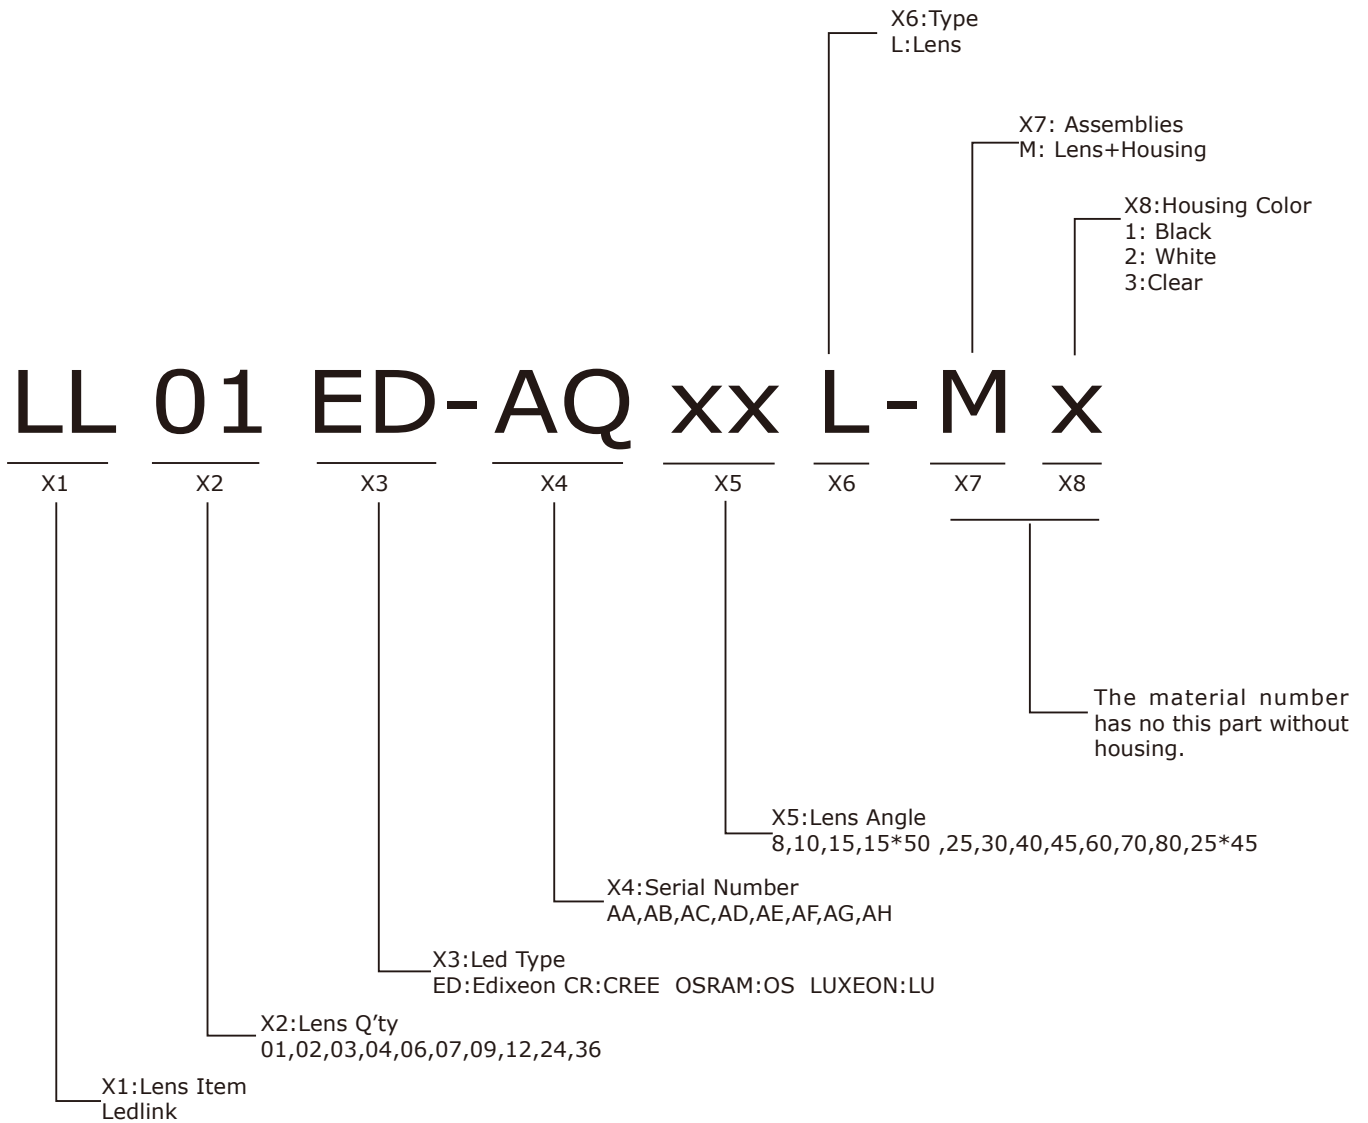 X6:Type
L:Lens
X7: Assemblies
M: Lens+Housing
X8:Housing Color
1: Black
2: White
3:Clear
LL 01 ED-AQ xx L-M x
X1 X2 X3 X4 X5 X6 X7 X8
The material number
has no this part without
housing.
X5:Lens Angle
8,10,15,15*50 ,25,30,40,45,60,70,80,25*45
X4:Serial Number
AA,AB,AC,AD,AE,AF,AG,AH
X3:Led Type
ED:Edixeon CR:CREE OSRAM:OS LUXEON:LU
X2:Lens Q’ty
01,02,03,04,06,07,09,12,24,36
X1:Lens Item
Ledlink